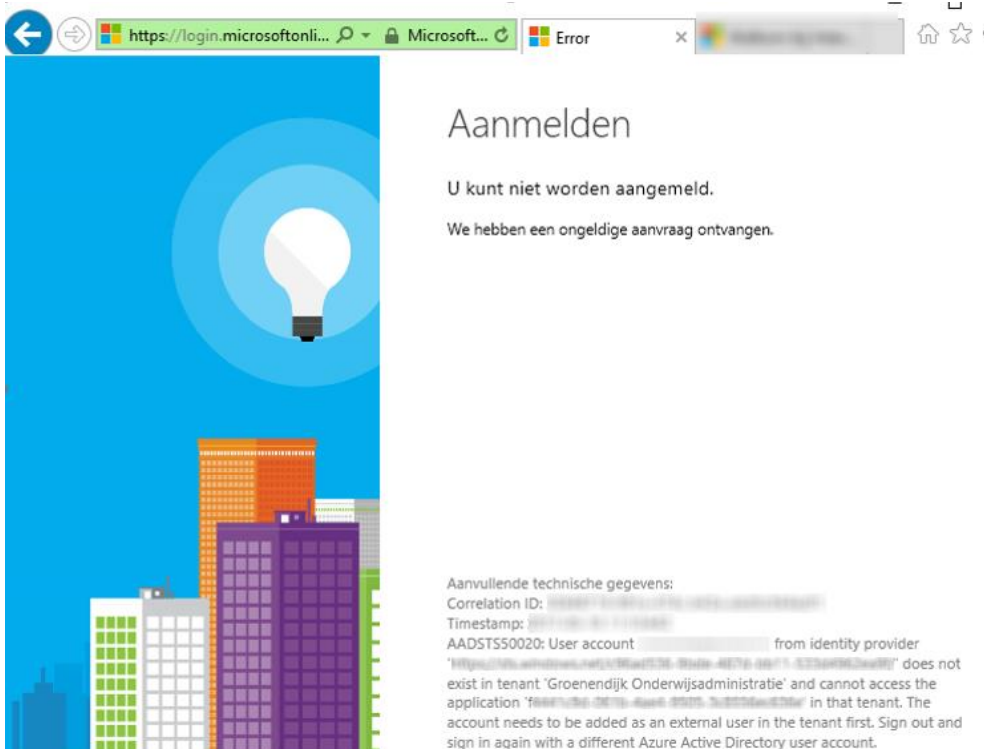 https://login.microsoftonli...
Microsoft...
Error
Aanmelden
U kunt niet worden aangemeld.
We hebben een ongeldige aanvraag ontvangen.
Aanvullende technische gegevens:
Correlation ID:
Timestamp:
AADSTS50020: User account from identity provider
' ' does not
exist in tenant 'Groenendijk Onderwijsadministratie' and cannot access the
application ' ' in that tenant. The
account needs to be added as an external user in the tenant first. Sign out and
sign in again with a different Azure Active Directory user account.